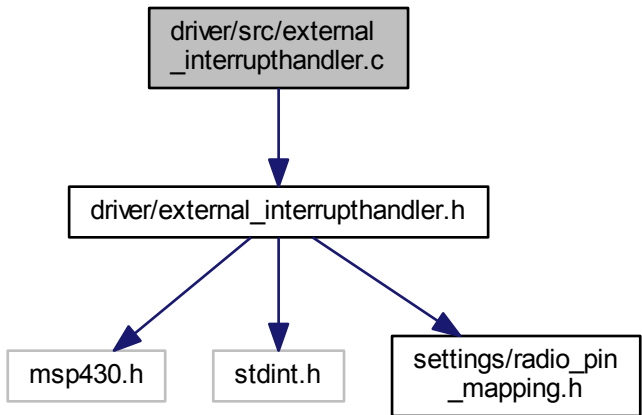 driver/src/external
_interrupthandler.c
driver/external_interrupthandler.h
msp430.h
stdint.h
settings/radio_pin
_mapping.h